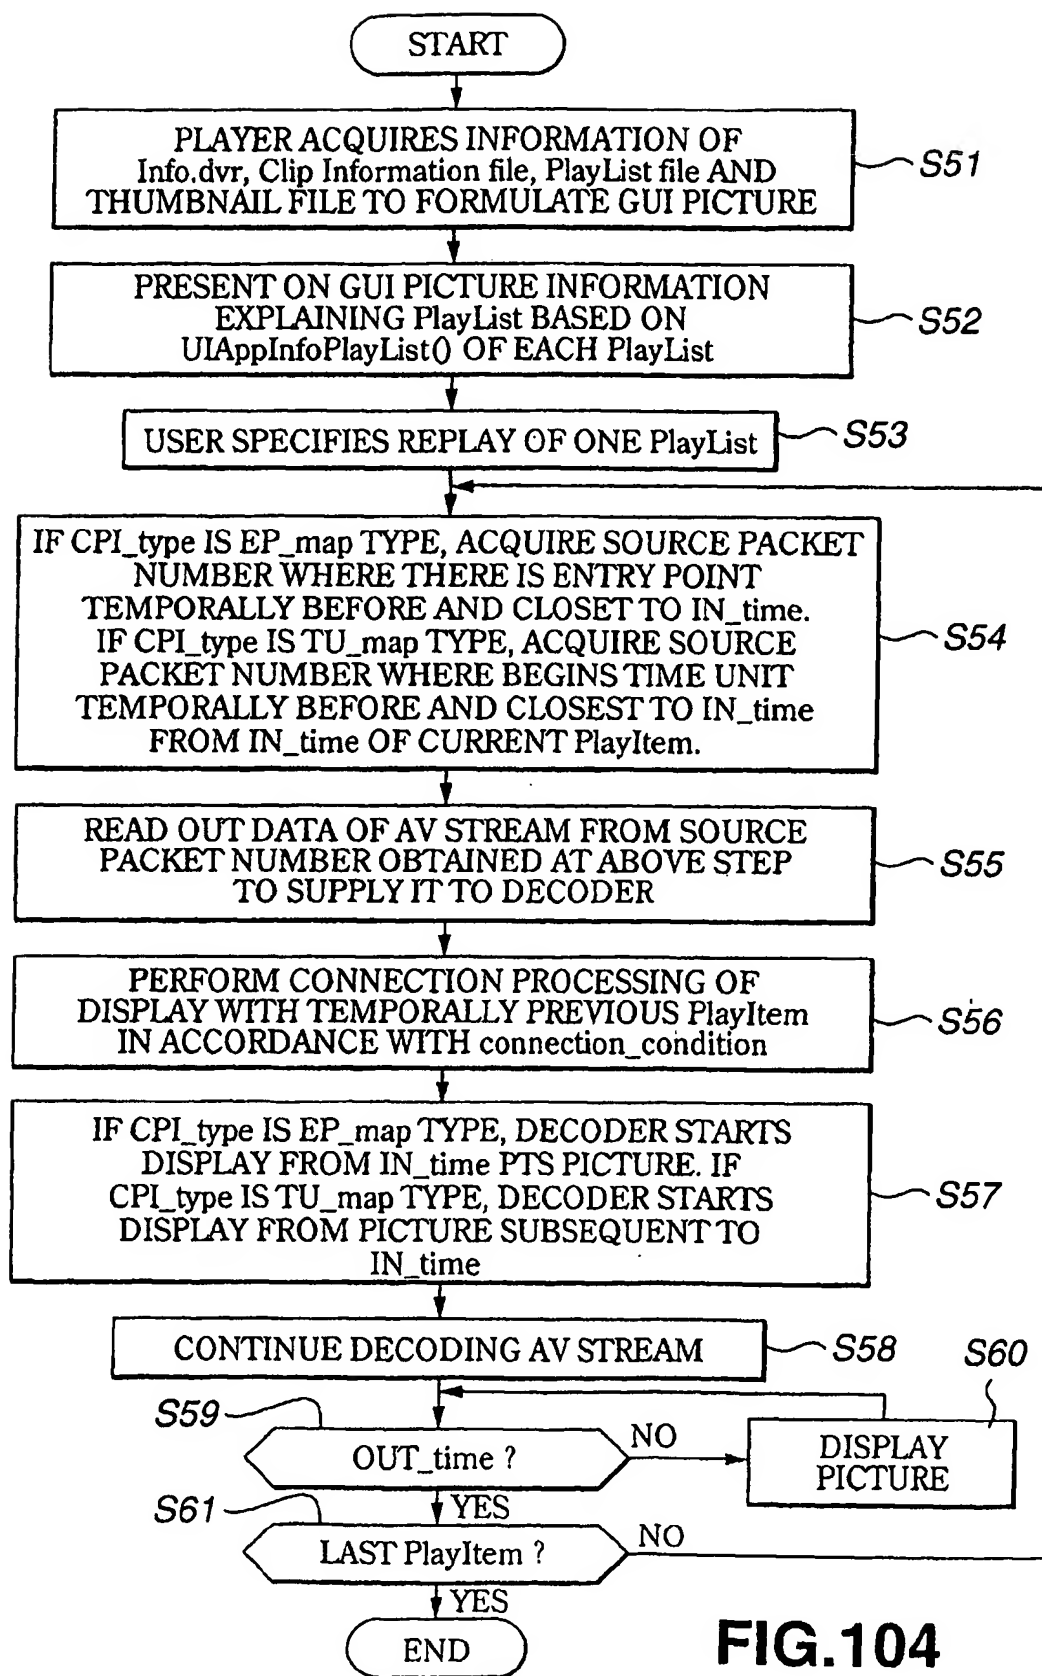 START
PLAYER ACQUIRES INFORMATION OF
Info.dvr, Clip Information file, PlayList file AND
THUMBNAIL FILE TO FORMULATE GUI PICTURE
S51
PRESENT ON GUI PICTURE INFORMATION
EXPLAINING PlayList BASED ON
UIAppInfoPlayList() OF EACH PlayList
S52
USER SPECIFIES REPLAY OF ONE PlayList
S53
IF CPI_type IS EP_map TYPE, ACQUIRE SOURCE PACKET
NUMBER WHERE THERE IS ENTRY POINT
TEMPORALLY BEFORE AND CLOSET TO IN_time.
IF CPI_type IS TU_map TYPE, ACQUIRE SOURCE
PACKET NUMBER WHERE BEGINS TIME UNIT
TEMPORALLY BEFORE AND CLOSEST TO IN_time
FROM IN_time OF CURRENT PlayItem.
S54
READ OUT DATA OF AV STREAM FROM SOURCE
PACKET NUMBER OBTAINED AT ABOVE STEP
TO SUPPLY IT TO DECODER
S55
PERFORM CONNECTION PROCESSING OF
DISPLAY WITH TEMPORALLY PREVIOUS PlayItem
IN ACCORDANCE WITH connection_condition
S56
IF CPI_type IS EP_map TYPE, DECODER STARTS
DISPLAY FROM IN_time PTS PICTURE. IF
CPI_type IS TU_map TYPE, DECODER STARTS
DISPLAY FROM PICTURE SUBSEQUENT TO
IN_time
S57
CONTINUE DECODING AV STREAM
S58
S60
S59
OUT_time ?
NO
DISPLAY
PICTURE
YES
S61
LAST PlayItem ?
NO
YES
END
FIG.104